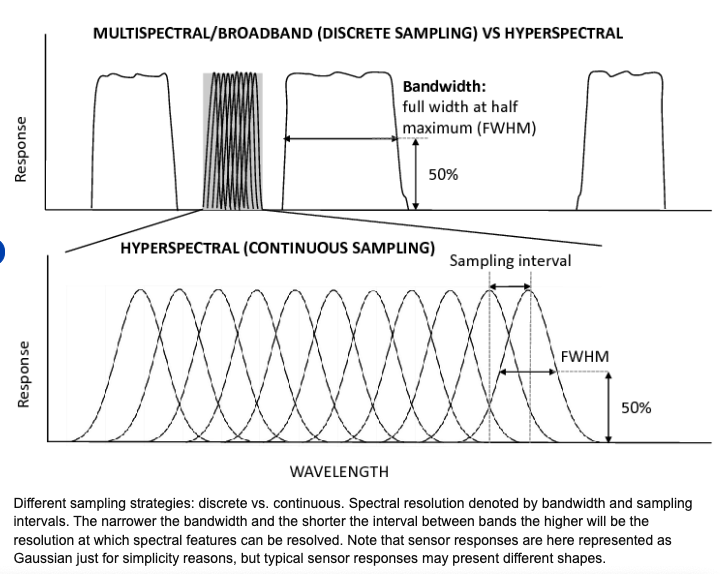 MULTISPECTRAL/BROADBAND (DISCRETE SAMPLING) VS HYPERSPECTRAL
Response
Bandwidth:
full width at half
maximum (FWHM)
50%
HYPERSPECTRAL (CONTINUOUS SAMPLING)
Sampling interval
Response
FWHM
50%
WAVELENGTH
Different sampling strategies: discrete vs. continuous. Spectral resolution denoted by bandwidth and sampling
intervals. The narrower the bandwidth and the shorter the interval between bands the higher will be the
resolution at which spectral features can be resolved. Note that sensor responses are here represented as
Gaussian just for simplicity reasons, but typical sensor responses may present different shapes.